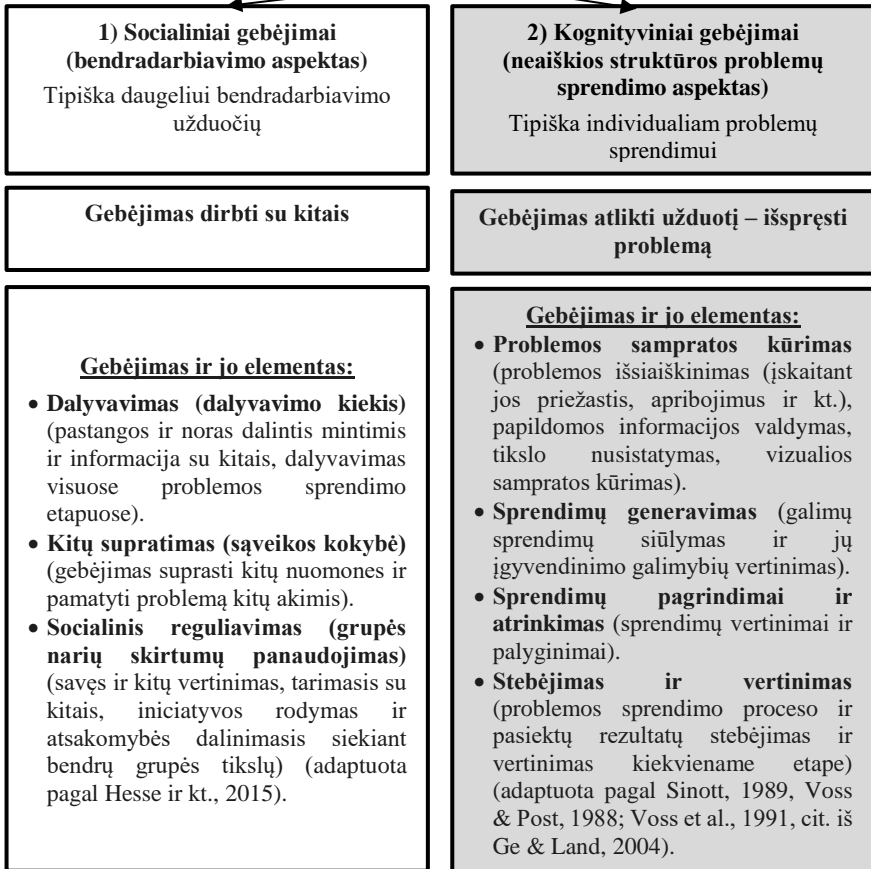 1) Socialiniai gebėjimai
(bendradarbiavimo aspektas)
Tipiška daugeliui bendradarbiavimo
užduočių
2) Kognityviniai gebėjimai
(neaiškios struktūros problemų
sprendimo aspektas)
Tipiška individualiam problemų
sprendimui
Gebėjimas dirbti su kitais
Gebėjimas atlikti užduotį – išspręsti
problemą
Gebėjimas ir jo elementas:
• Dalyvavimas (dalyvavimo kiekis)
(pastangos ir noras dalintis mintimis
ir informacija su kitais, dalyvavimas
visuose problemos sprendimo
etapuose).
• Kitų supratimas (sąveikos kokybė)
(gebėjimas suprasti kitų nuomones ir
pamatyti problemą kitų akimis).
• Socialinis reguliavimas (grupės
narių skirtumų panaudojimas)
(savęs ir kitų vertinimas, tarimasis su
kitais, iniciatyvos rodymas ir
atsakomybės dalinimasis siekiant
bendrų grupės tikslų) (adaptuota
pagal Hesse ir kt., 2015).
Gebėjimas ir jo elementas:
• Problemos sampratos kūrimas
(problemos išsiaiškinimas (įskaitant
jos priežastis, apribojimus ir kt.),
papildomos informacijos valdymas,
tikslo nusistatymas, vizualios
sampratos kūrimas).
• Sprendimų generavimas (galimų
sprendimų siūlymas ir jų
įgyvendinimo galimybių vertinimas).
• Sprendimų pagrindimai ir
atrinkimas (sprendimų vertinimai ir
palyginimai).
• Stebėjimas ir vertinimas
(problemos sprendimo proceso ir
pasiektų rezultatų stebėjimas ir
vertinimas kiekviename etape)
(adaptuota pagal Sinott, 1989, Voss
& Post, 1988; Voss et al., 1991, cit. iš
Ge & Land, 2004).